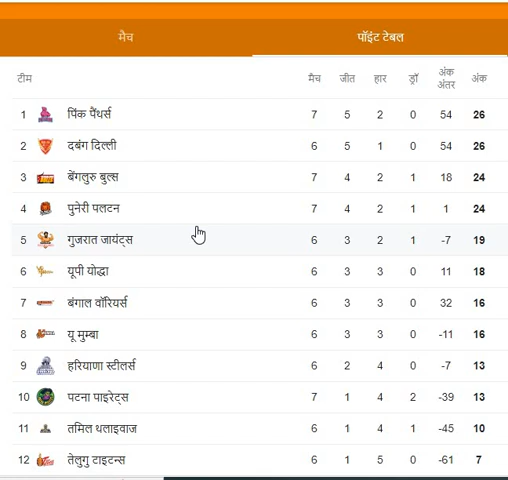 मैच पॉइंट टेबल
टीम मैच जीत हार ड्रॉ अंक अंतर अंक
1 पिंक पैंथर्स 7 5 2 0 54 26
2 दबंग दिल्ली 6 5 1 0 54 26
3 बेंगलुरु बुल्स 7 4 2 1 18 24
4 पुनेरी पलटन 7 4 2 1 1 24
5 गुजरात जायंट्स 6 3 2 1 -7 19
6 यूपी योद्धा 6 3 3 0 11 18
7 बंगाल वॉरियर्स 6 3 3 0 32 16
8 यू मुम्बा 6 3 3 0 -11 16
9 हरियाणा स्टीलर्स 6 2 4 0 -7 13
10 पटना पाइरेट्स 7 1 4 2 -39 13
11 तमिल थलाइवाज 6 1 4 1 -45 10
12 तेलुगु टाइटन्स 6 1 5 0 -61 7